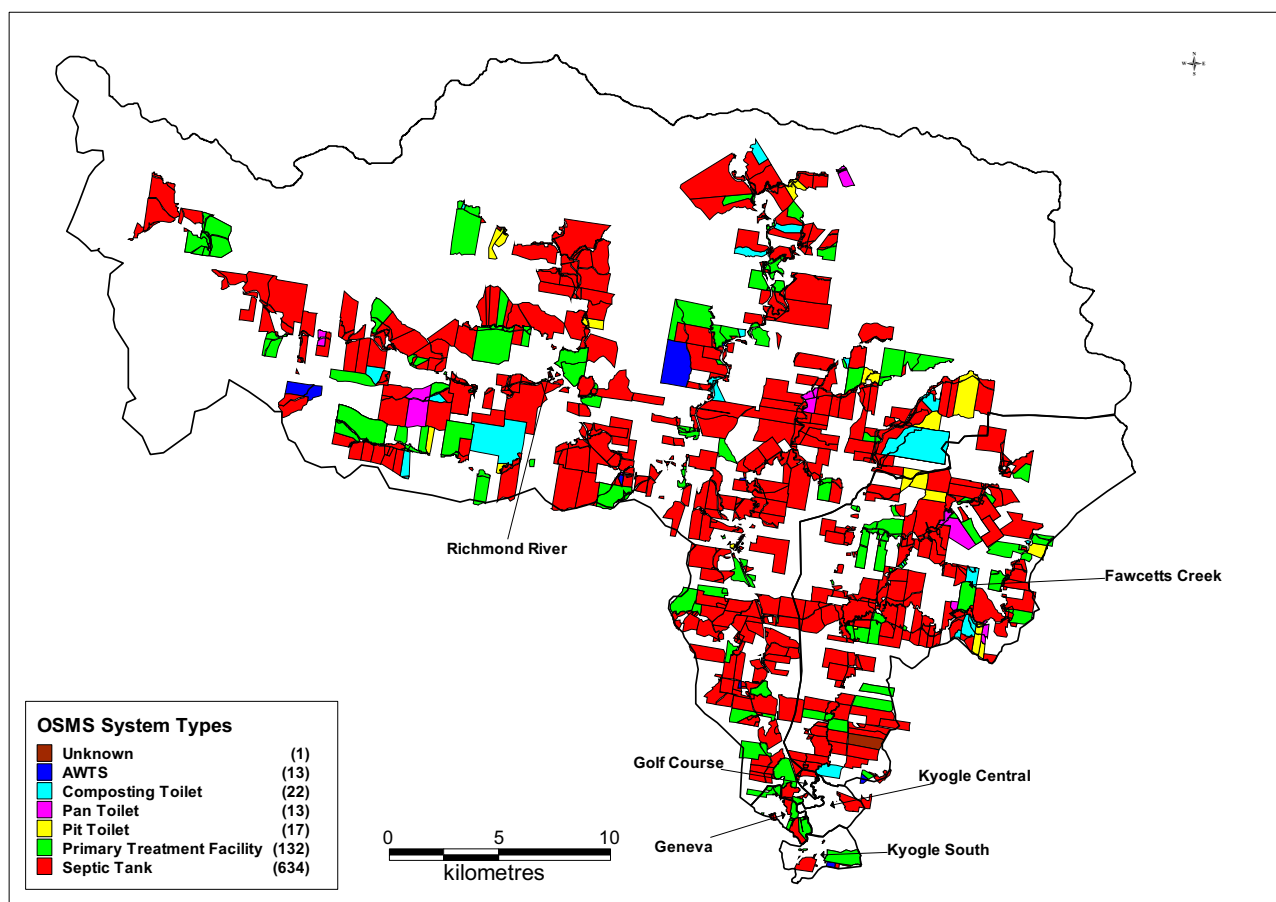 N
W E
S
Richmond River
Fawcetts Creek
Golf Course
Kyogle Central
Geneva
Kyogle South
OSMS System Types
Unknown (1)
AWTS (13)
Composting Toilet (22)
Pan Toilet (13)
Pit Toilet (17)
Primary Treatment Facility (132)
Septic Tank (634)
0 5 10
kilometres